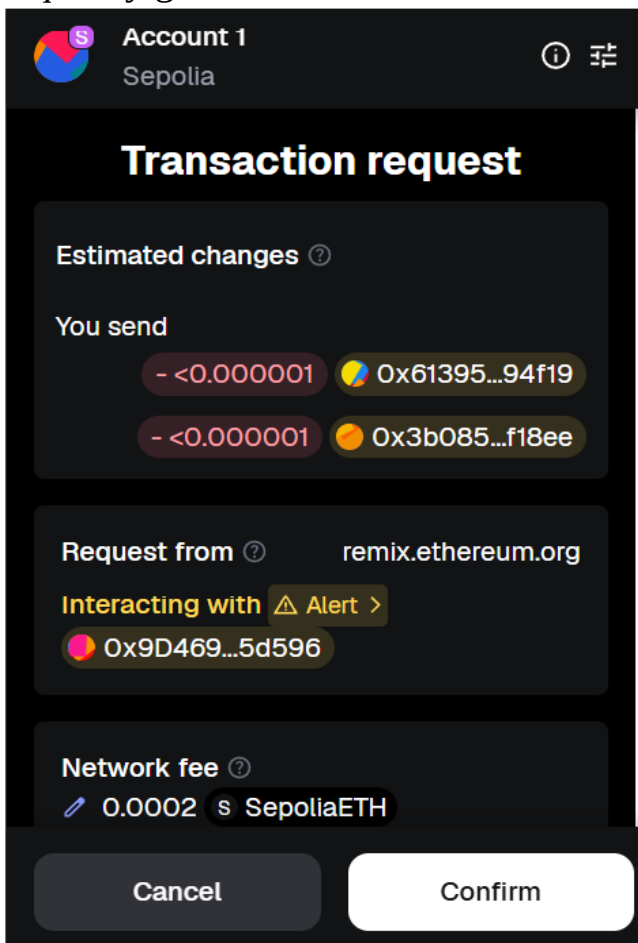 S
Account 1
Sepolia
Transaction request
Estimated changes ?
You send
- <0.000001 0x61395...94f19
- <0.000001 0x3b085...f18ee
Request from ? remix.ethereum.org
Interacting with Alert >
0x9D469...5d596
Network fee ?
0.0002 S SepoliaETH
Cancel Confirm